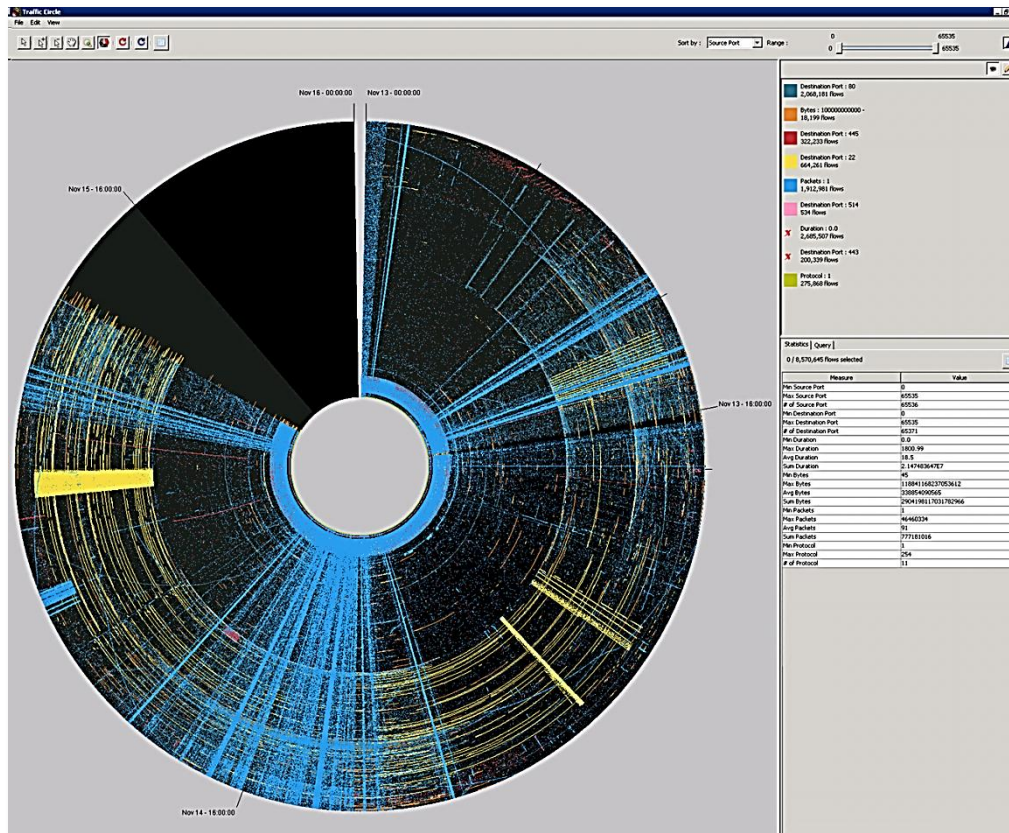 Traffic Circle
File Edit View
Sort by : Source Port Range : 0 65535
0 65535
Nov 16 - 00:00:00 Nov 13 - 00:00:00
Nov 15 - 16:00:00
Nov 13 - 16:00:00
Nov 14 - 16:00:00
Destination Port : 80
2,068,181 flows
Bytes : 100000000000 -
18,199 flows
Destination Port : 445
322,233 flows
Destination Port : 22
664,261 flows
Packets : 1
1,912,981 flows
Destination Port : 514
534 flows
Duration : 0.0
2,685,507 flows
Destination Port : 443
200,339 flows
Protocol : 1
275,868 flows
Statistics Query
0 / 8,570,645 flows selected
Measure Value
Min Source Port 0
Max Source Port 65535
# of Source Port 65536
Min Destination Port 0
Max Destination Port 65535
# of Destination Port 65371
Min Duration 0.0
Max Duration 1800.99
Avg Duration 18.5
Sum Duration 2.147483647E7
Min Bytes 45
Max Bytes 118841168237053612
Avg Bytes 338854090565
Sum Bytes 2904198117031782966
Min Packets 1
Max Packets 46460334
Avg Packets 91
Sum Packets 777181016
Min Protocol 1
Max Protocol 254
# of Protocol 11